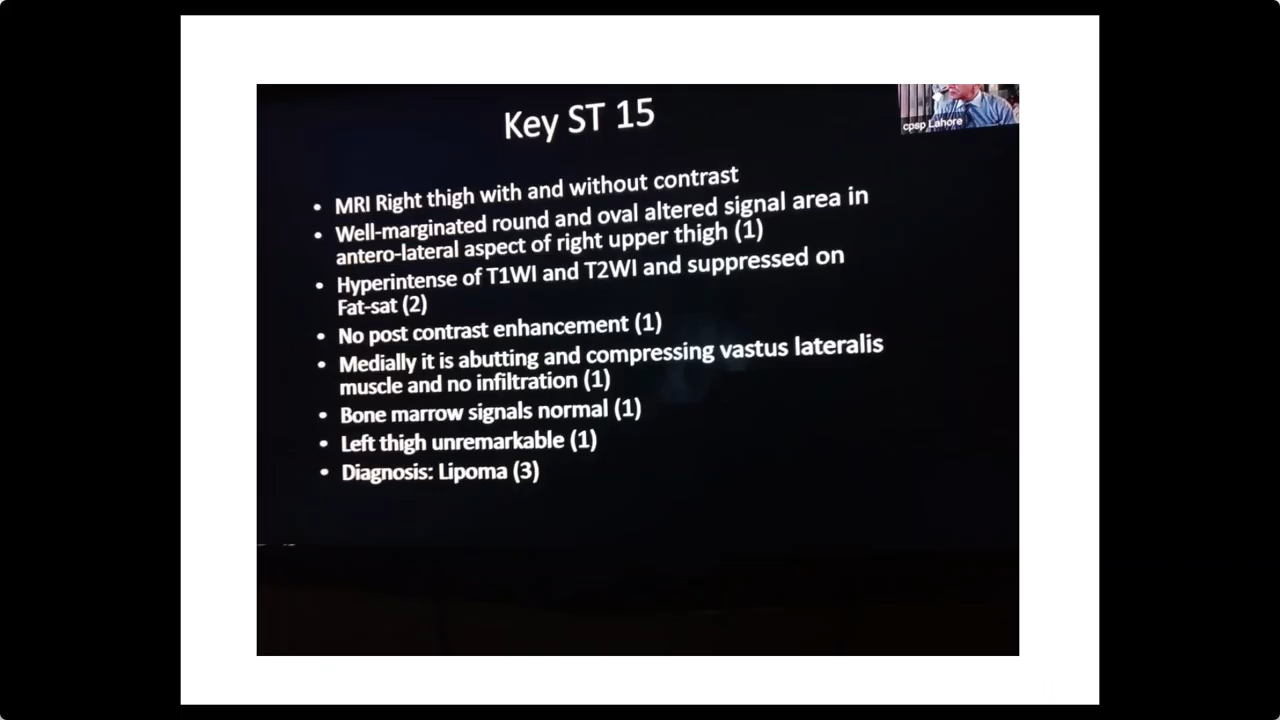 Key ST 15
cpsp Lahore
• MRI Right thigh with and without contrast
• Well-marginated round and oval altered signal area in
antero-lateral aspect of right upper thigh (1)
• Hyperintense of T1WI and T2WI and suppressed on
Fat-sat (2)
• No post contrast enhancement (1)
• Medially it is abutting and compressing vastus lateralis
muscle and no infiltration (1)
• Bone marrow signals normal (1)
• Left thigh unremarkable (1)
• Diagnosis: Lipoma (3)